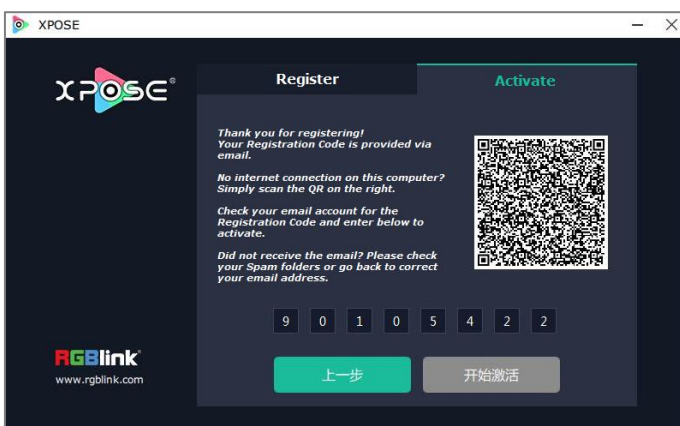 XPOSE
XPOSE®
Register
Activate
Thank you for registering!
Your Registration Code is provided via
email.
No internet connection on this computer?
Simply scan the QR on the right.
Check your email account for the
Registration Code and enter below to
activate.
Did not receive the email? Please check
your Spam folders or go back to correct
your email address.
9 0 1 0 5 4 2 2
上一步
开始激活
RGBlink®
www.rgblink.com